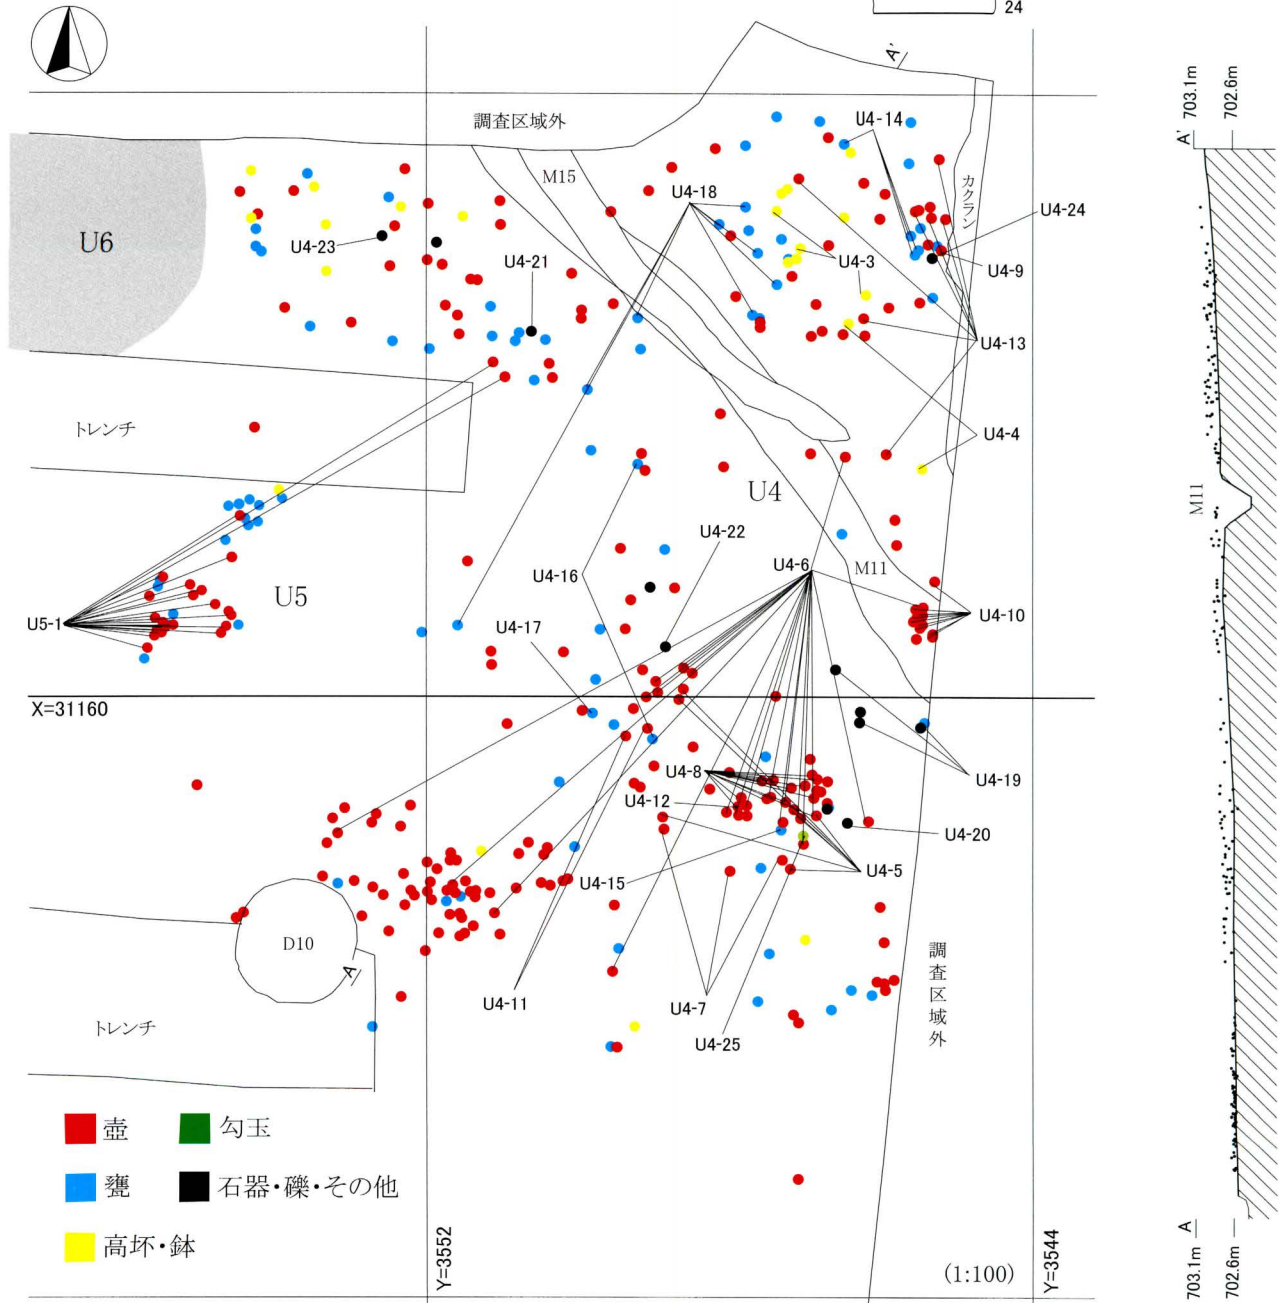 24
A'
調査区域外
U4-14
M15
カクラン
U4-18
U4-24
U6
U4-23
U4-21
U4-3
U4-9
U4-13
トレンチ
U4-4
U4
U4-22
U4-16
U4-6
M11
U5
U5-1
U4-17
U4-10
X=31160
U4-8
U4-19
U4-12
U4-20
U4-15
U4-5
D10
A
調査区域外
U4-11
U4-7
トレンチ
U4-25
壺
勾玉
甕
石器・礫・その他
高坏・鉢
Y=3552
(1:100)
Y=3544
703.1m
702.6m
A'
M11
A
703.1m
702.6m